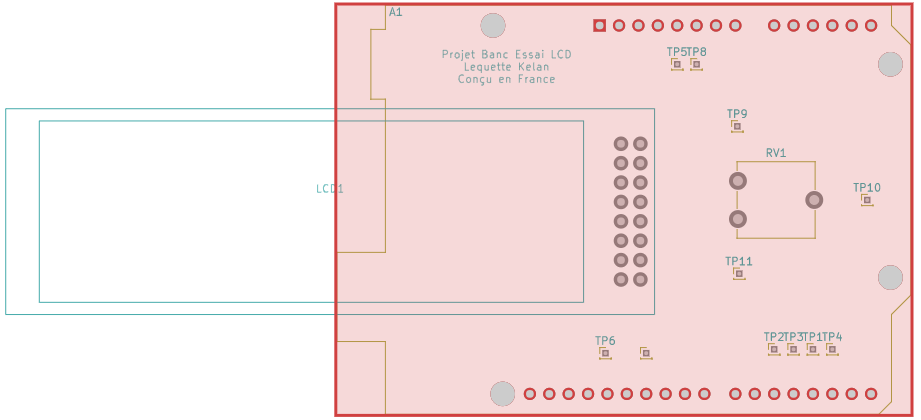 A1
Projet Banc Essai LCD
Lequette Kelan
Conçu en France
TP5TP8
TP9
RV1
LCD1
TP10
TP11
TP6
TP2TP3TP1TP4